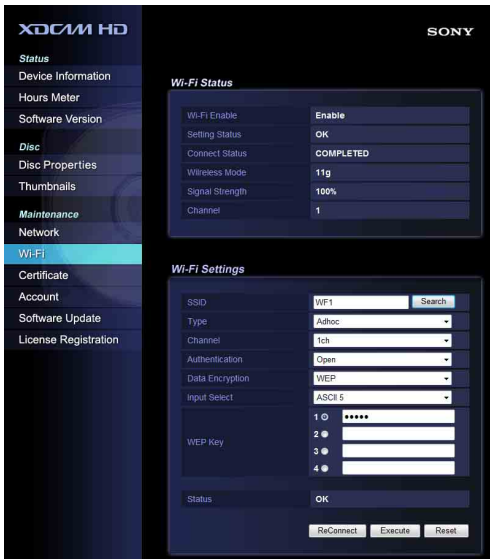 XDCAM HD
SONY
Status
Device Information
Hours Meter
Software Version
Disc
Disc Properties
Thumbnails
Maintenance
Network
Wi-Fi
Certificate
Account
Software Update
License Registration
Wi-Fi Status
Wi-Fi Enable Enable
Setting Status OK
Connect Status COMPLETED
Wilreless Mode 11g
Signal Strength 100%
Channel 1
Wi-Fi Settings
SSID WF1 Search
Type Adhoc
Channel 1ch
Authentication Open
Data Encryption WEP
Input Select ASCII 5
WEP Key
1 •••••
2
3
4
Status OK
ReConnect Execute Reset